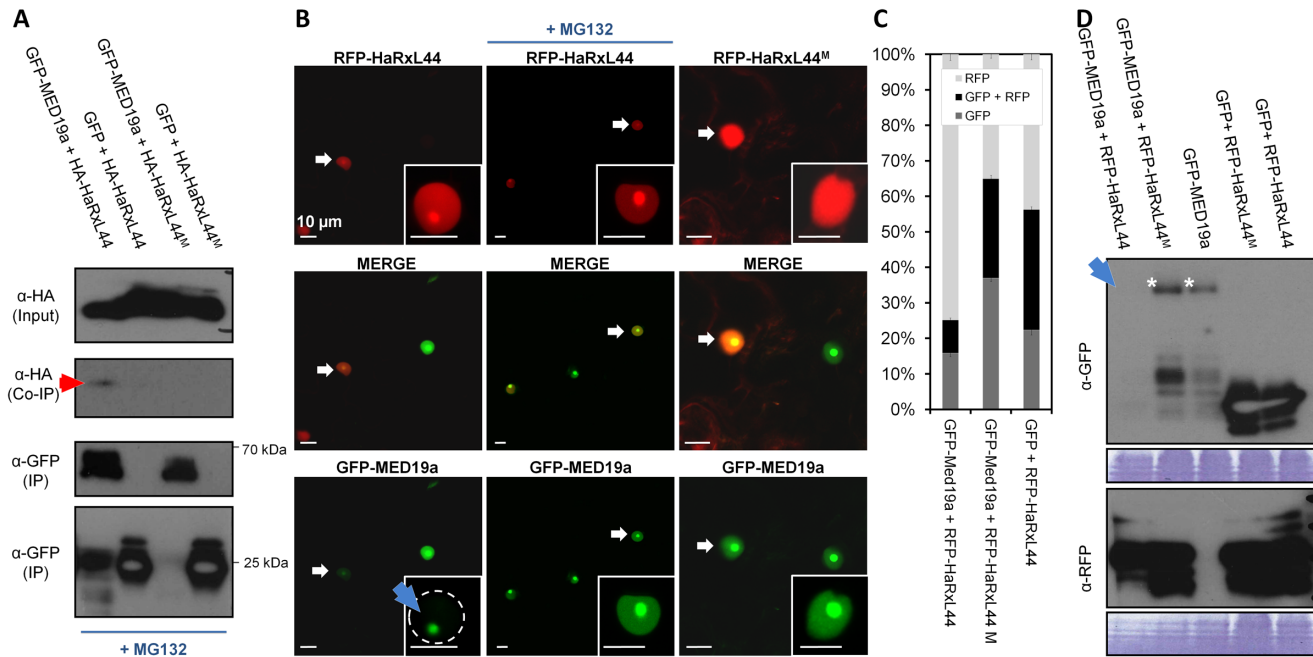 A
GFP-MED19a + HA-HaRxL44
GFP + HA-HaRxL44
GFP-MED19a + HA-HaRxL44ᴹ
GFP + HA-HaRxL44ᴹ
α-HA
(Input)
α-HA
(Co-IP)
α-GFP
(IP)
70 kDa
α-GFP
(IP)
25 kDa
+ MG132
B
+ MG132
RFP-HaRxL44
RFP-HaRxL44
RFP-HaRxL44ᴹ
10 µm
MERGE
MERGE
MERGE
GFP-MED19a
GFP-MED19a
GFP-MED19a
C
100%
90%
80%
70%
60%
50%
40%
30%
20%
10%
0%
RFP
GFP + RFP
GFP
GFP-Med19a + RFP-HaRxL44
GFP-Med19a + RFP-HaRxL44 M
GFP + RFP-HaRxL44
D
GFP-MED19a + RFP-HaRxL44
GFP-MED19a + RFP-HaRxL44ᴹ
GFP-MED19a
GFP+ RFP-HaRxL44ᴹ
GFP+ RFP-HaRxL44
* *
α-GFP
α-RFP